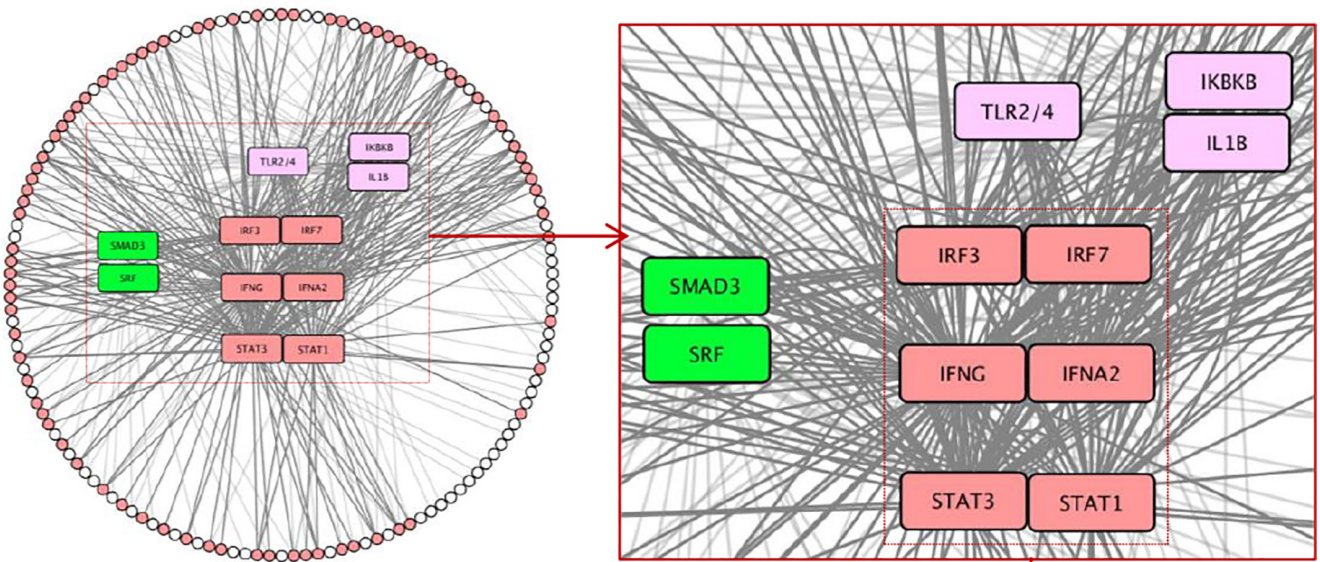 TLR2/4
IKBKB
IL1B
SMAD3
SRF
IRF3
IRF7
IFNG
IFNA2
STAT3
STAT1
TLR2/4
IKBKB
IL1B
SMAD3
SRF
IRF3
IRF7
IFNG
IFNA2
STAT3
STAT1